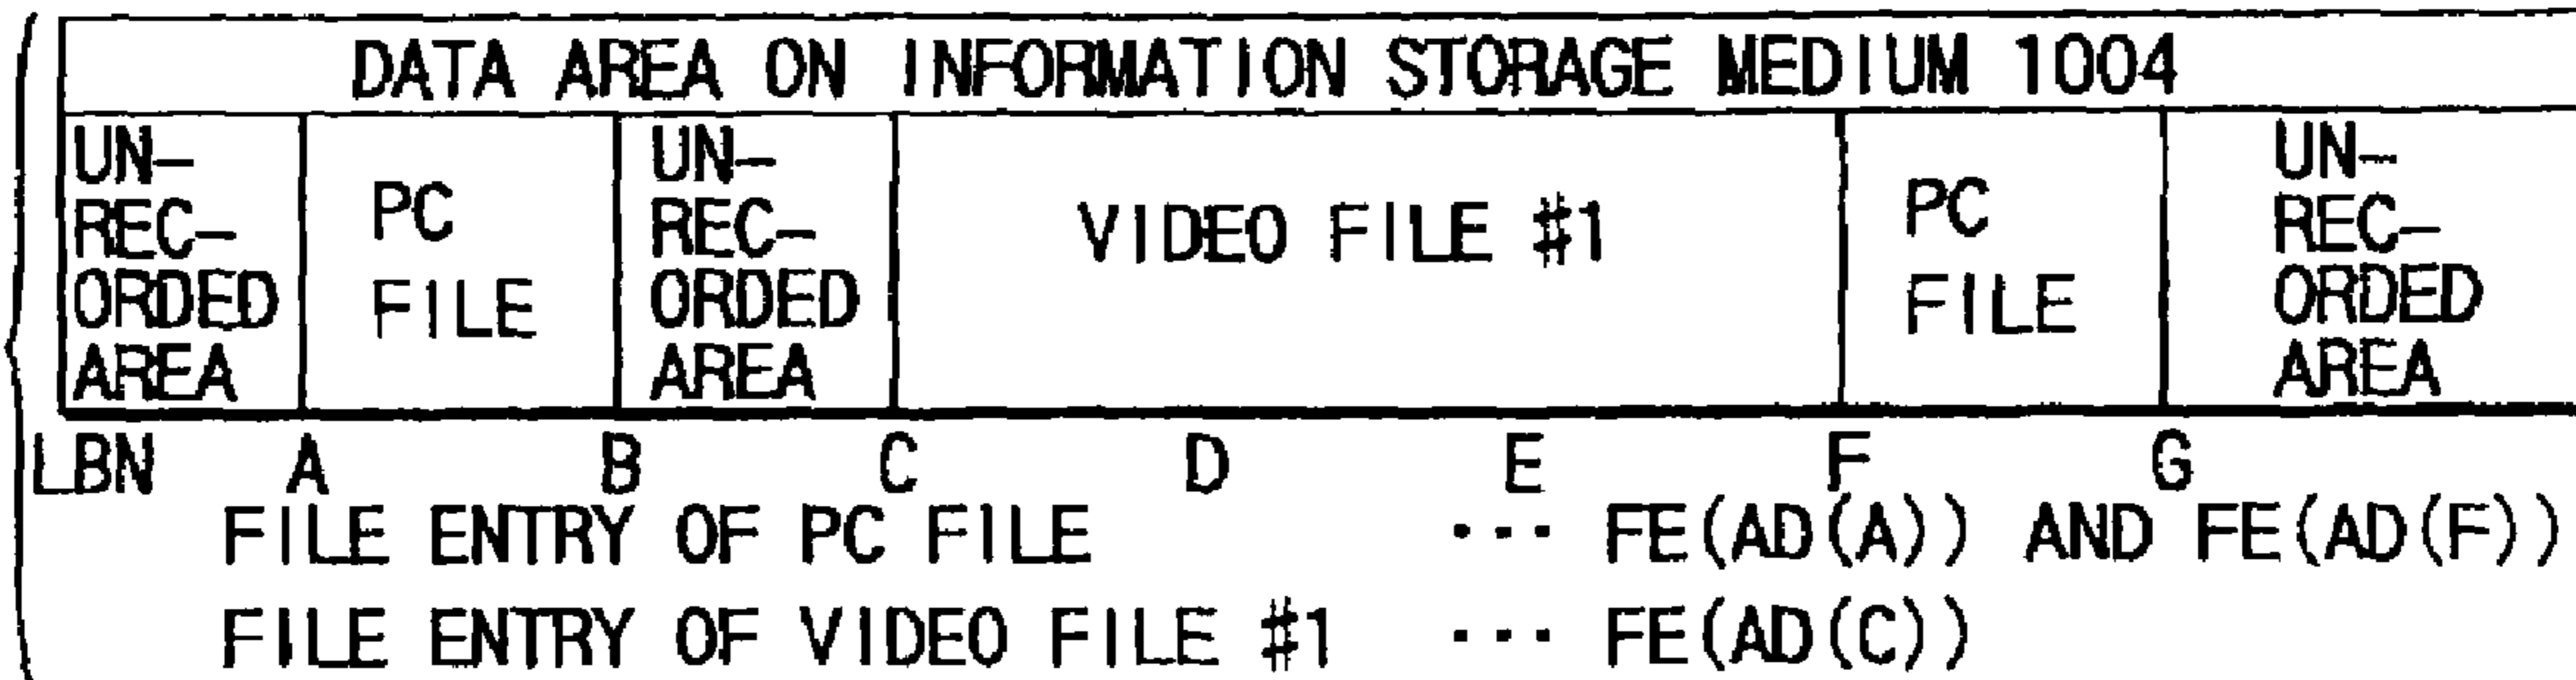 DATA AREA ON INFORMATION STORAGE MEDIUM 1004
UN-
REC-
ORDED
AREA
PC
FILE
UN-
REC-
ORDED
AREA
VIDEO FILE #1
PC
FILE
UN-
REC-
ORDED
AREA
LBN A B C D E F G
FILE ENTRY OF PC FILE ··· FE(AD(A)) AND FE(AD(F))
FILE ENTRY OF VIDEO FILE #1 ··· FE(AD(C))